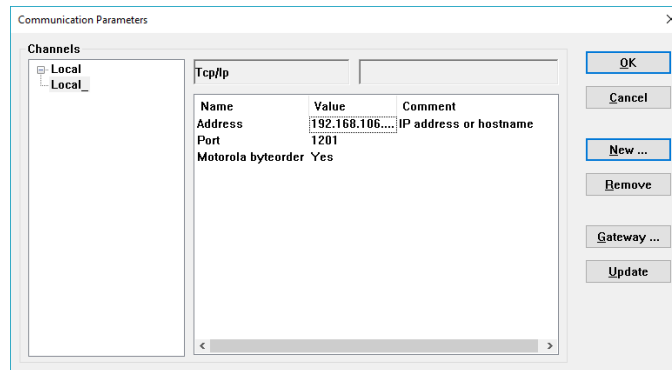 Communication Parameters
Channels
Local
Local_
Tcp/Ip
Name Value Comment
Address 192.168.106.... IP address or hostname
Port 1201
Motorola byteorder Yes
OK
Cancel
New ...
Remove
Gateway ...
Update